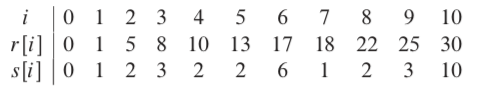 i 0 1 2 3 4 5 6 7 8 9 10
r[i] 0 1 5 8 10 13 17 18 22 25 30
s[i] 0 1 2 3 2 2 6 1 2 3 10